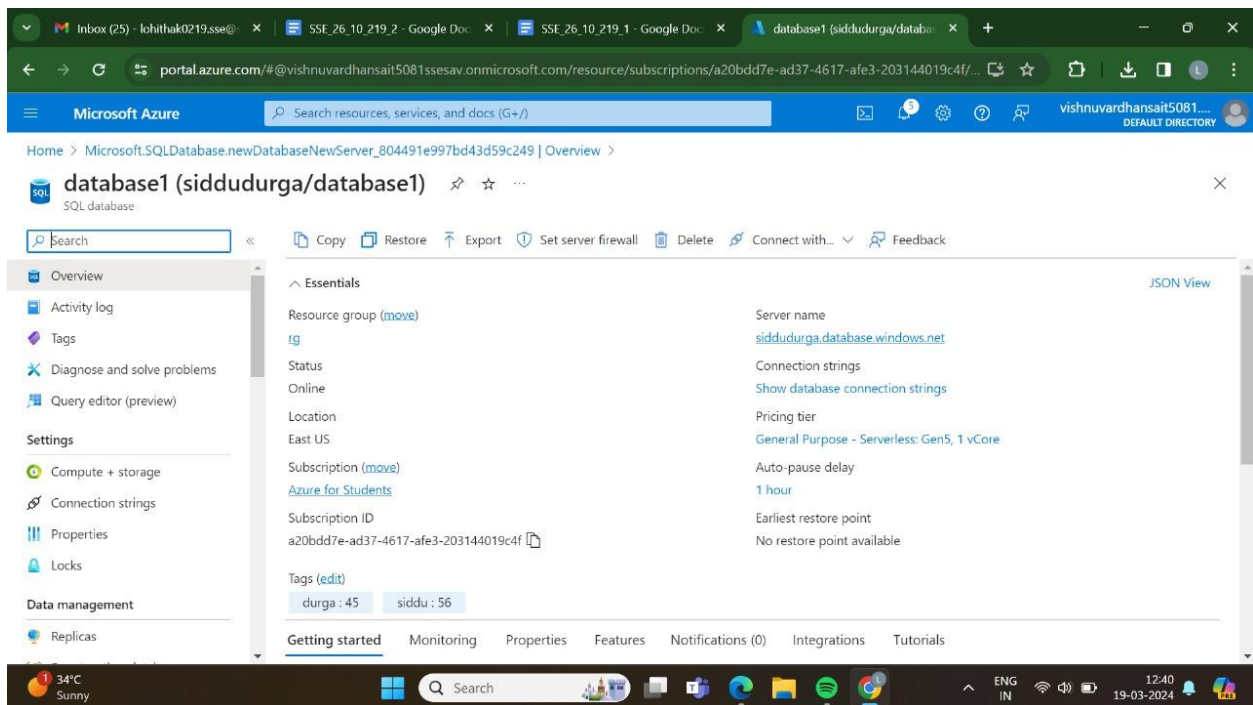 Inbox (25) - lohithak0219.sse@
SSE_26_10_219_2 - Google Doc
SSE_26_10_219_1 - Google Doc
database1 (siddudurga/databas
portal.azure.com/#@vishnuvardhansait5081ssesav.onmicrosoft.com/resource/subscriptions/a20bdd7e-ad37-4617-afe3-203144019c4f/...
L
Microsoft Azure
Search resources, services, and docs (G+/)
5
vishnuvardhansait5081....
DEFAULT DIRECTORY
Home > Microsoft.SQLDatabase.newDatabaseNewServer_804491e997bd43d59c249 | Overview >
SQL
database1 (siddudurga/database1)
SQL database
Search
Copy Restore Export Set server firewall Delete Connect with... Feedback
Overview
Activity log
Tags
Diagnose and solve problems
Query editor (preview)
Settings
Compute + storage
Connection strings
Properties
Locks
Data management
Replicas
Essentials
JSON View
Resource group (move)
rg
Status
Online
Location
East US
Subscription (move)
Azure for Students
Subscription ID
a20bdd7e-ad37-4617-afe3-203144019c4f
Server name
siddudurga.database.windows.net
Connection strings
Show database connection strings
Pricing tier
General Purpose - Serverless: Gen5, 1 vCore
Auto-pause delay
1 hour
Earliest restore point
No restore point available
Tags (edit)
durga : 45 siddu : 56
Getting started Monitoring Properties Features Notifications (0) Integrations Tutorials
1
34°C
Sunny
Search
ENG
IN
12:40
19-03-2024
PRE